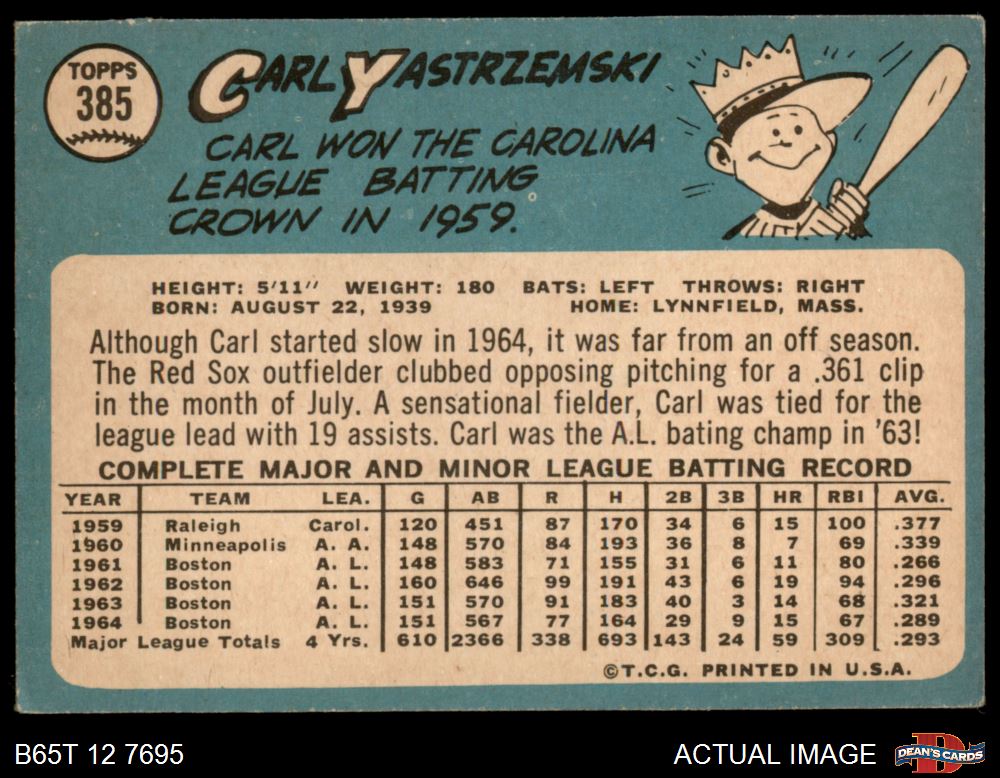 TOPPS
385
CARL YASTRZEMSKI
CARL WON THE CAROLINA
LEAGUE BATTING
CROWN IN 1959.
HEIGHT: 5'11" WEIGHT: 180 BATS: LEFT THROWS: RIGHT
BORN: AUGUST 22, 1939 HOME: LYNNFIELD, MASS.
Although Carl started slow in 1964, it was far from an off season.
The Red Sox outfielder clubbed opposing pitching for a .361 clip
in the month of July. A sensational fielder, Carl was tied for the
league lead with 19 assists. Carl was the A.L. bating champ in '63!
COMPLETE MAJOR AND MINOR LEAGUE BATTING RECORD
YEAR TEAM LEA. G AB R H 2B 3B HR RBI AVG.
1959 Raleigh Carol. 120 451 87 170 34 6 15 100 .377
1960 Minneapolis A. A. 148 570 84 193 36 8 7 69 .339
1961 Boston A. L. 148 583 71 155 31 6 11 80 .266
1962 Boston A. L. 160 646 99 191 43 6 19 94 .296
1963 Boston A. L. 151 570 91 183 40 3 14 68 .321
1964 Boston A. L. 151 567 77 164 29 9 15 67 .289
Major League Totals 4 Yrs. 610 2366 338 693 143 24 59 309 .293
©T.C.G. PRINTED IN U.S.A.
B65T 12 7695 ACTUAL IMAGE DEAN'S CARDS